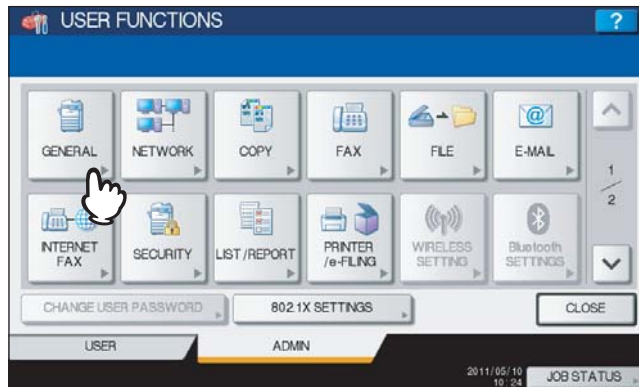 USER FUNCTIONS
?
GENERAL
NETWORK
COPY
FAX
FILE
E-MAIL
1
2
INTERNET
FAX
SECURITY
LIST/REPORT
PRINTER
/e-FILING
WIRELESS
SETTING
Bluetooth
SETTINGS
CHANGE USER PASSWORD
802.1X SETTINGS
CLOSE
USER
ADMIN
2011/05/10
10:24
JOB STATUS